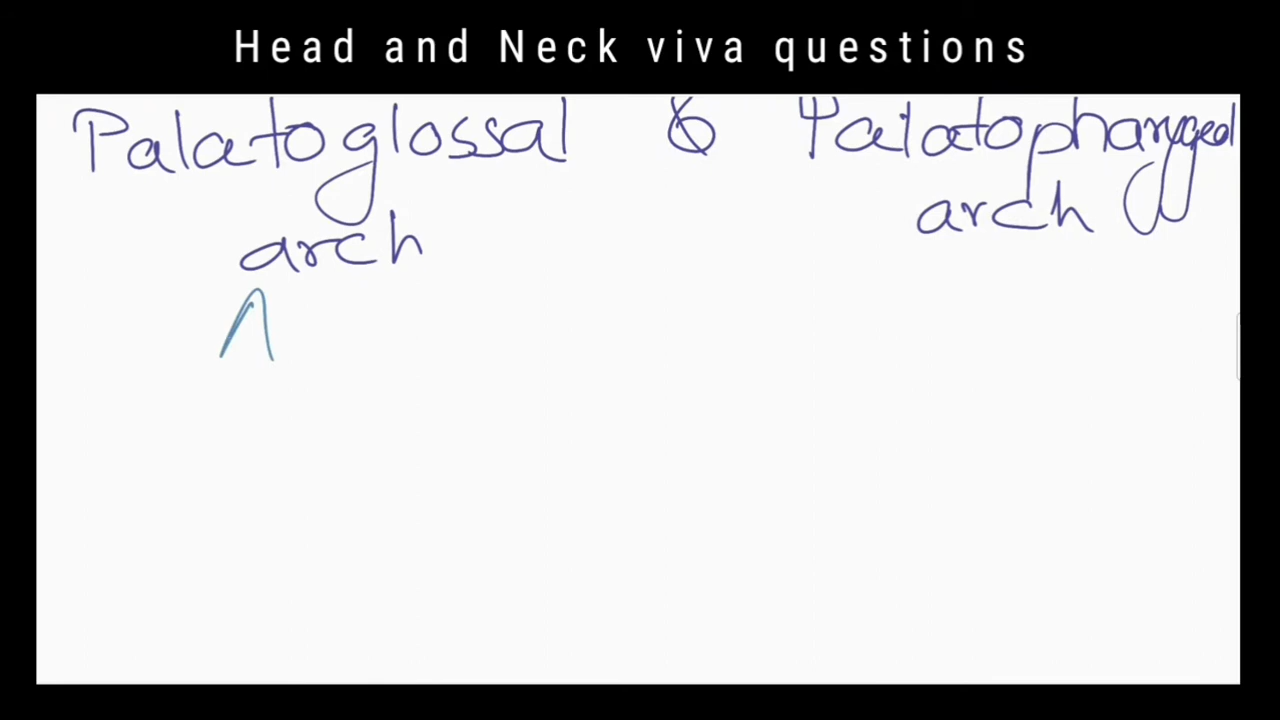 Head and Neck viva questions
Palatoglossal & Palatopharyngeal
arch arch